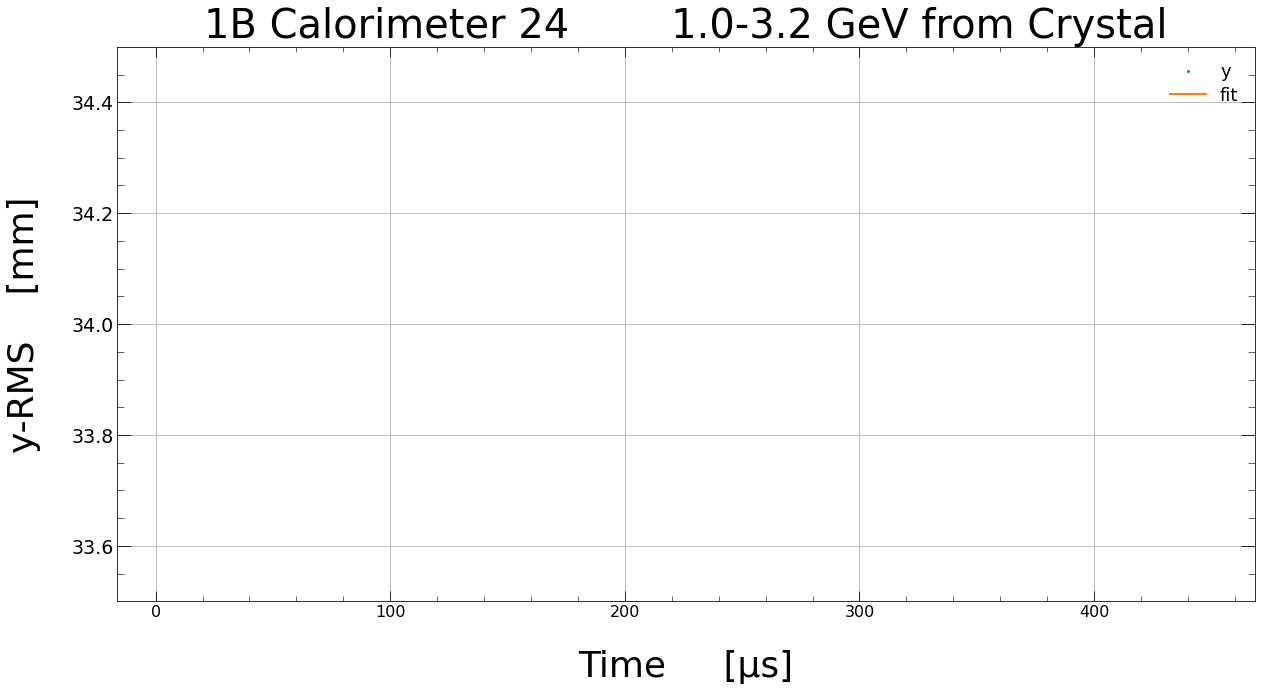 1B Calorimeter 24 1.0-3.2 GeV from Crystal
y
fit
34.4
34.2
34.0
33.8
33.6
y-RMS [mm]
0 100 200 300 400
Time [µs]